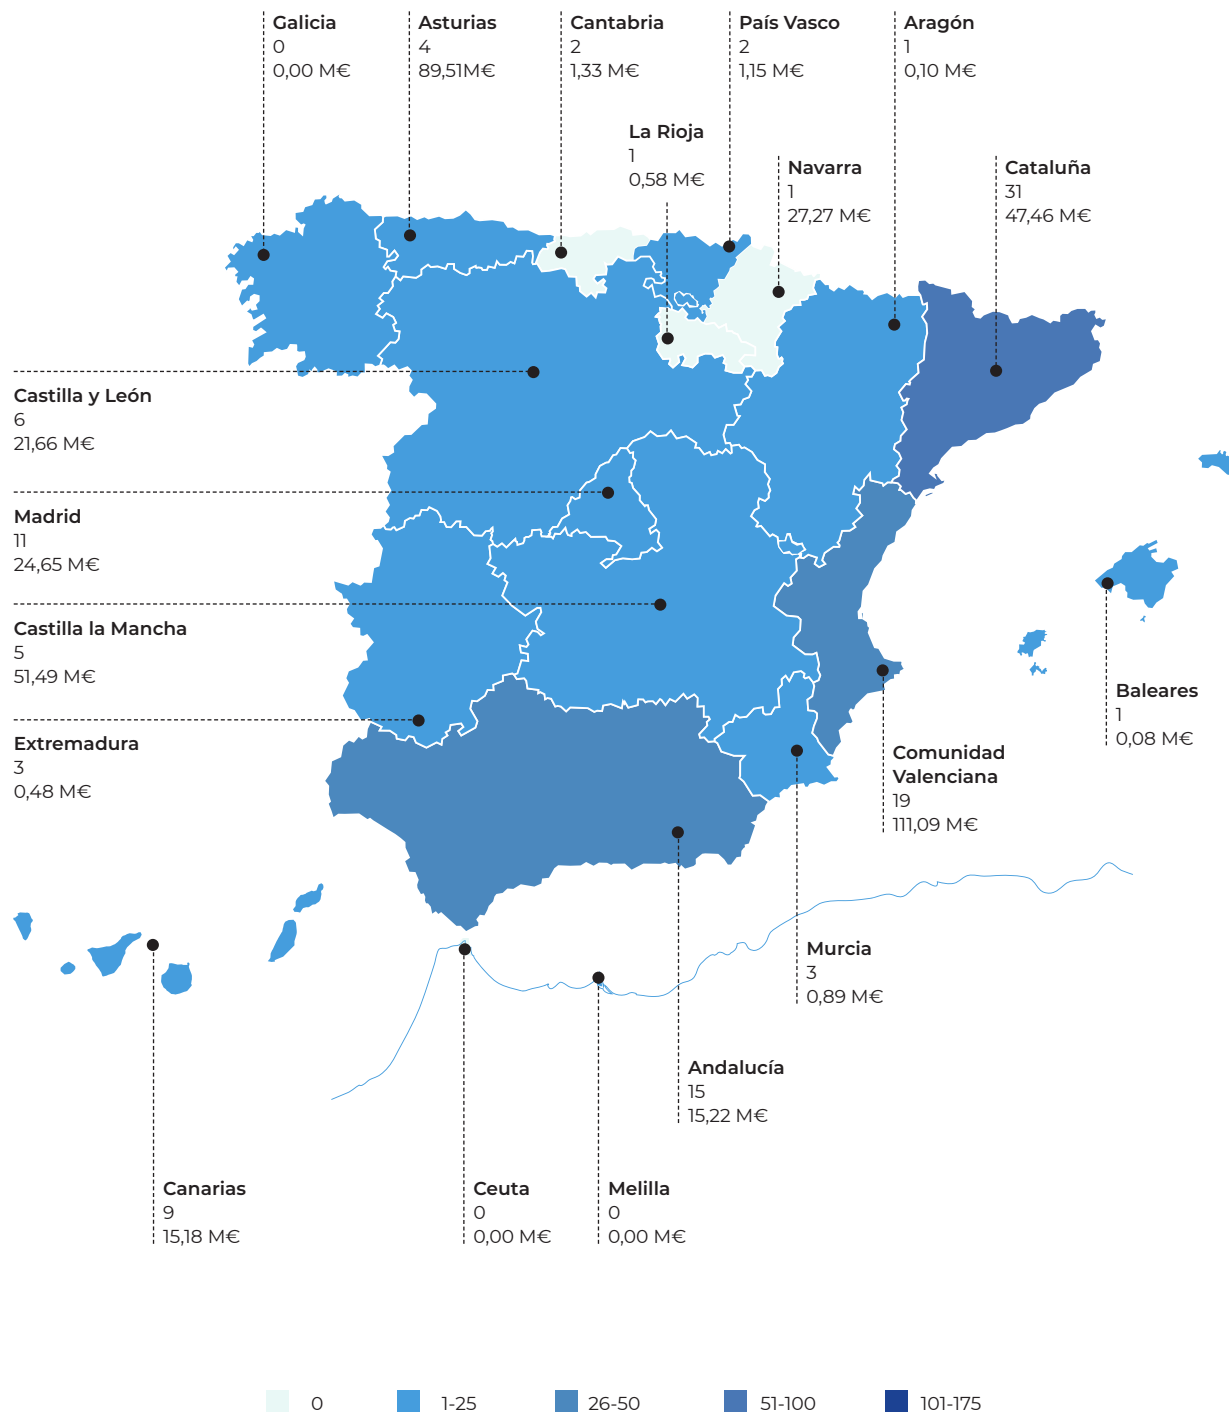 Galicia
0
0,00 M€
Asturias
4
89,51M€
Cantabria
2
1,33 M€
País Vasco
2
1,15 M€
Aragón
1
0,10 M€
La Rioja
1
0,58 M€
Navarra
1
27,27 M€
Cataluña
31
47,46 M€
Castilla y León
6
21,66 M€
Madrid
11
24,65 M€
Castilla la Mancha
5
51,49 M€
Extremadura
3
0,48 M€
Baleares
1
0,08 M€
Comunidad
Valenciana
19
111,09 M€
Murcia
3
0,89 M€
Andalucía
15
15,22 M€
Canarias
9
15,18 M€
Ceuta
0
0,00 M€
Melilla
0
0,00 M€
0
1-25
26-50
51-100
101-175